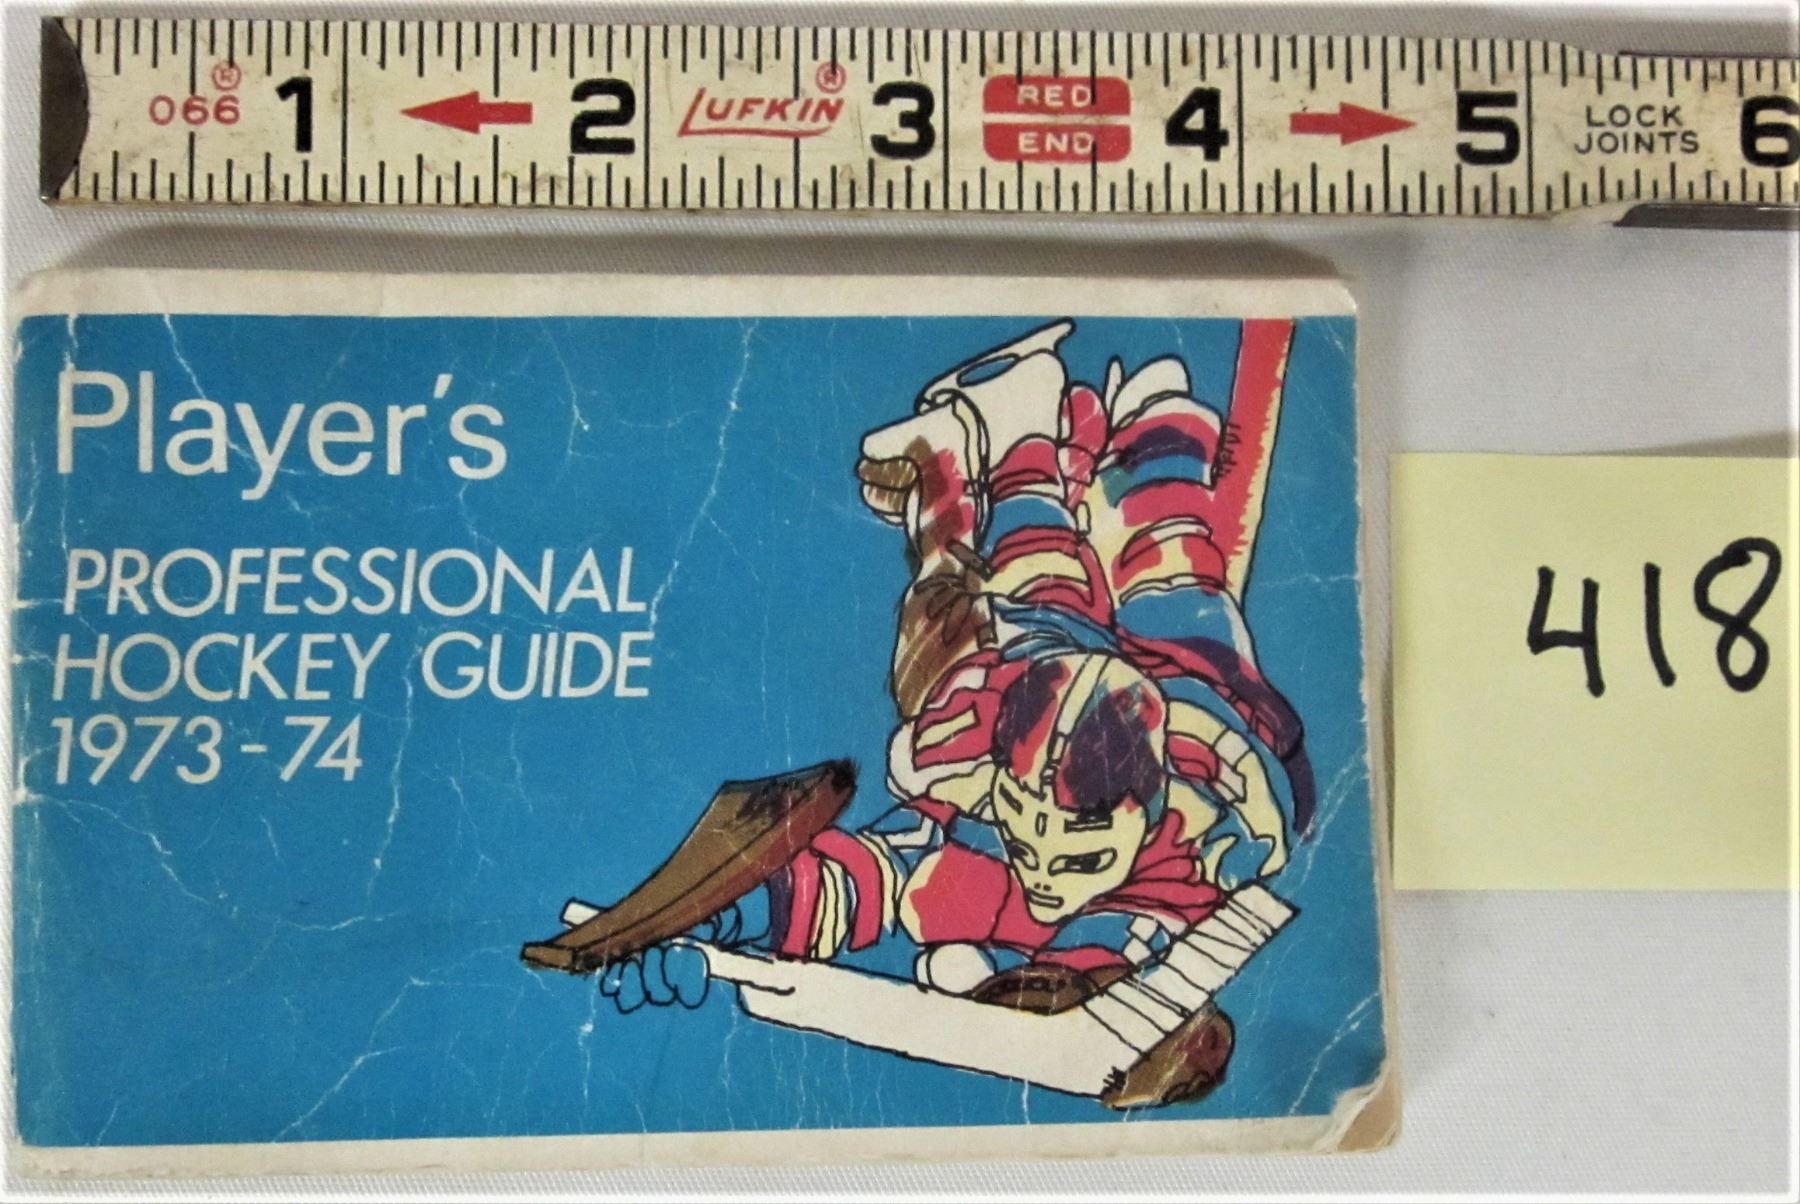 066® 1 2 LUFKIN® 3 RED END 4 5 LOCK JOINTS 6
Player's
PROFESSIONAL
HOCKEY GUIDE
1973-74
418